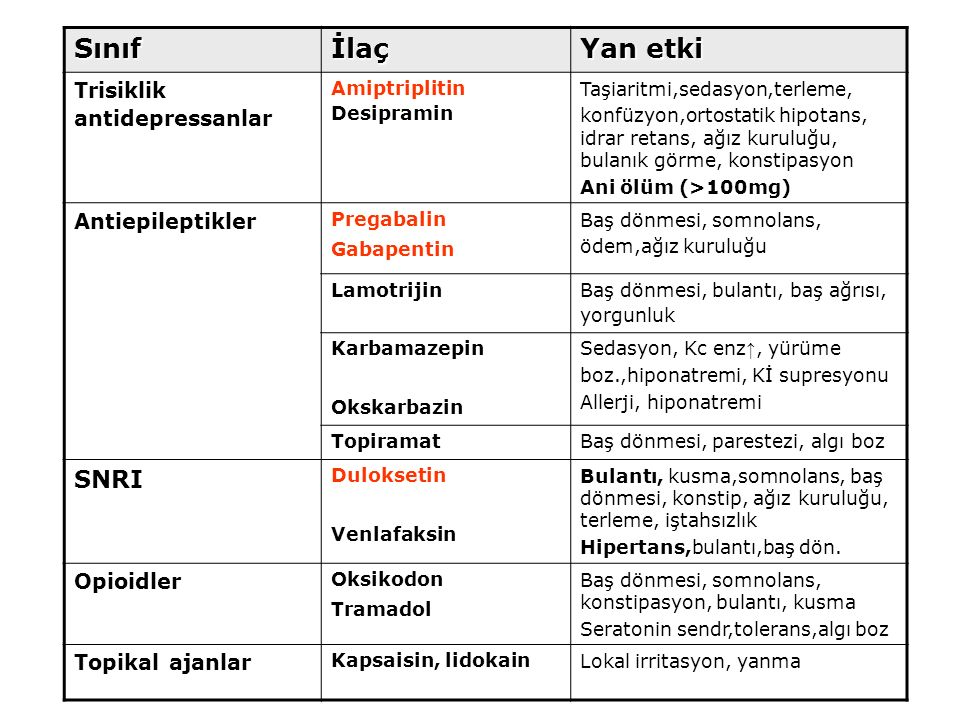 Sınıf
İlaç
Yan etki
Trisiklik
antidepressanlar
Amiptriplitin
Desipramin
Taşiaritmi,sedasyon,terleme,
konfüzyon,ortostatik hipotans,
idrar retans, ağız kuruluğu,
bulanık görme, konstipasyon
Ani ölüm (>100mg)
Antiepileptikler
Pregabalin
Gabapentin
Baş dönmesi, somnolans,
ödem,ağız kuruluğu
Lamotrijin
Baş dönmesi, bulantı, baş ağrısı,
yorgunluk
Karbamazepin
Okskarbazin
Sedasyon, Kc enz↑, yürüme
boz.,hiponatremi, Kİ supresyonu
Allerji, hiponatremi
Topiramat
Baş dönmesi, parestezi, algı boz
SNRI
Duloksetin
Venlafaksin
Bulantı, kusma,somnolans, baş
dönmesi, konstip, ağız kuruluğu,
terleme, iştahsızlık
Hipertans,bulantı,baş dön.
Opioidler
Oksikodon
Tramadol
Baş dönmesi, somnolans,
konstipasyon, bulantı, kusma
Seratonin sendr,tolerans,algı boz
Topikal ajanlar
Kapsaisin, lidokain
Lokal irritasyon, yanma